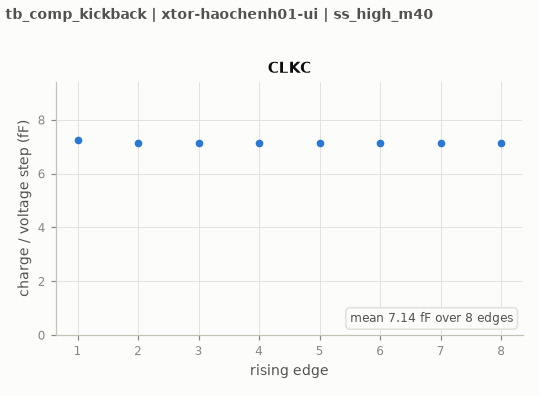 tb_comp_kickback | xtor-haochenh01-ui | ss_high_m40
CLKC
charge / voltage step (fF)
8
6
4
2
0
mean 7.14 fF over 8 edges
1 2 3 4 5 6 7 8
rising edge